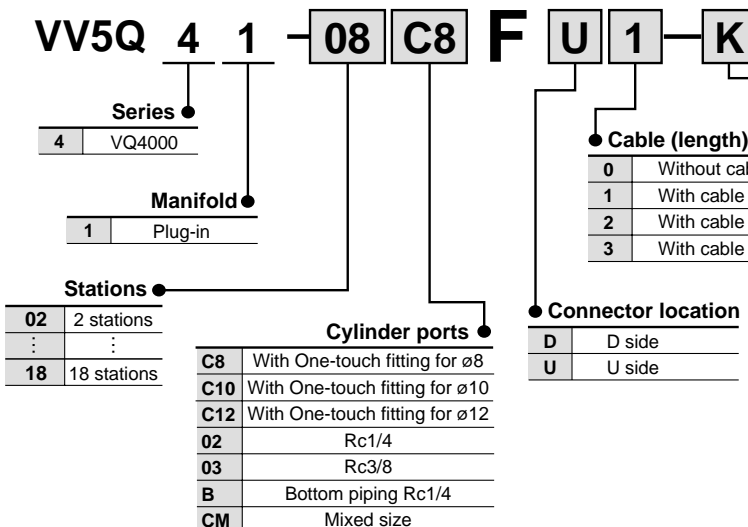 VV5Q 4 1 - 08 C8 F U 1 - K
Series
4 VQ4000
Manifold
1 Plug-in
Stations
02 2 stations
⋮ ⋮
18 18 stations
Cylinder ports
C8 With One-touch fitting for ø8
C10 With One-touch fitting for ø10
C12 With One-touch fitting for ø12
02 Rc1/4
03 Rc3/8
B Bottom piping Rc1/4
CM Mixed size
Cable (length)
0 Without
1 With cable
2 With cable
3 With cable
Connector location
D D side
U U side